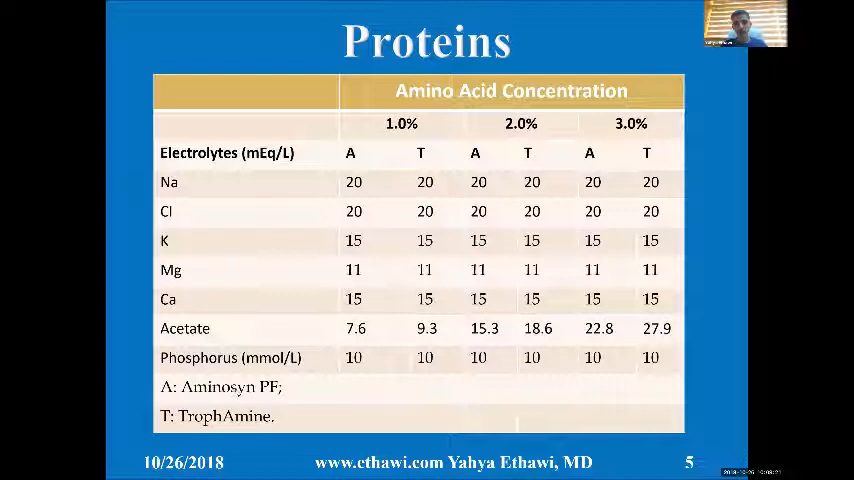 Proteins
Amino Acid Concentration
1.0% 2.0% 3.0%
Electrolytes (mEq/L) A T A T A T
Na 20 20 20 20 20 20
Cl 20 20 20 20 20 20
K 15 15 15 15 15 15
Mg 11 11 11 11 11 11
Ca 15 15 15 15 15 15
Acetate 7.6 9.3 15.3 18.6 22.8 27.9
Phosphorus (mmol/L) 10 10 10 10 10 10
A: Aminosyn PF;
T: TrophAmine.
10/26/2018 www.ethawi.com Yahya Ethawi, MD 5
Yahya Ethawi